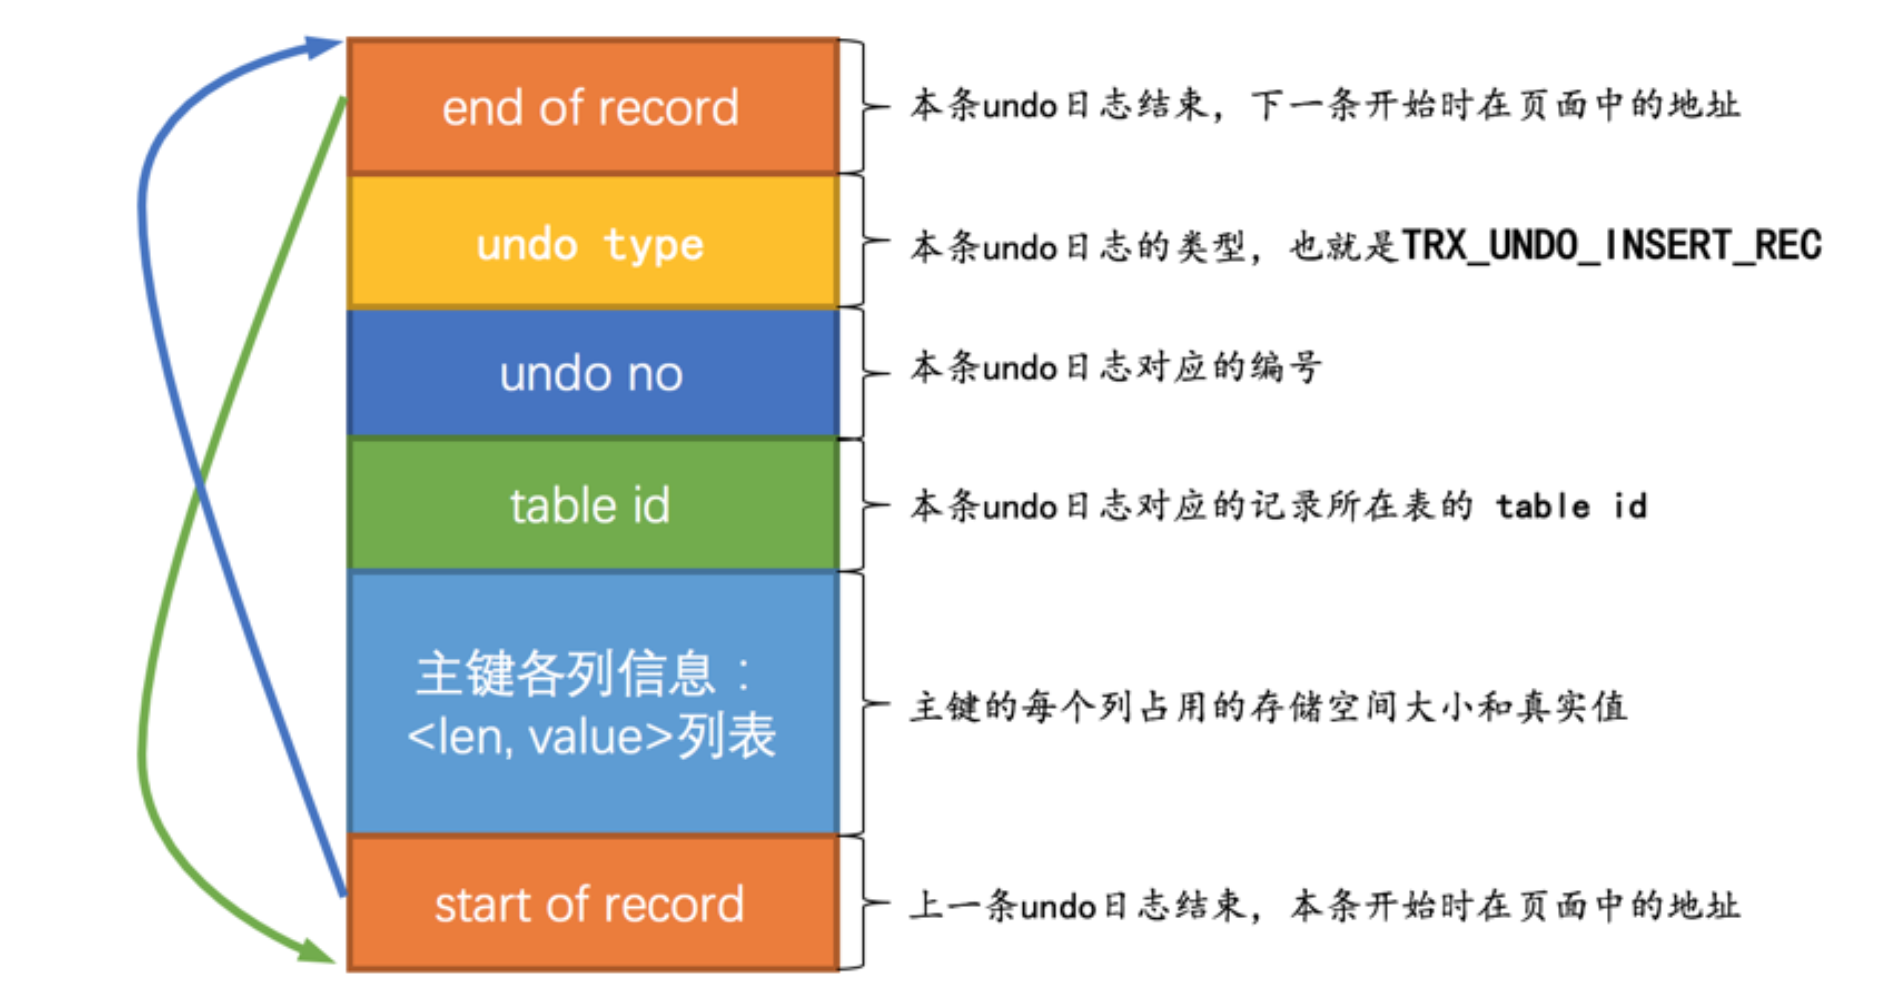 end of record
本条undo日志结束，下一条开始时在页面中的地址
undo type
本条undo日志的类型，也就是TRX_UNDO_INSERT_REC
undo no
本条undo日志对应的编号
table id
本条undo日志对应的记录所在表的 table id
主键各列信息：
<len, value>列表
主键的每个列占用的存储空间大小和真实值
start of record
上一条undo日志结束，本条开始时在页面中的地址